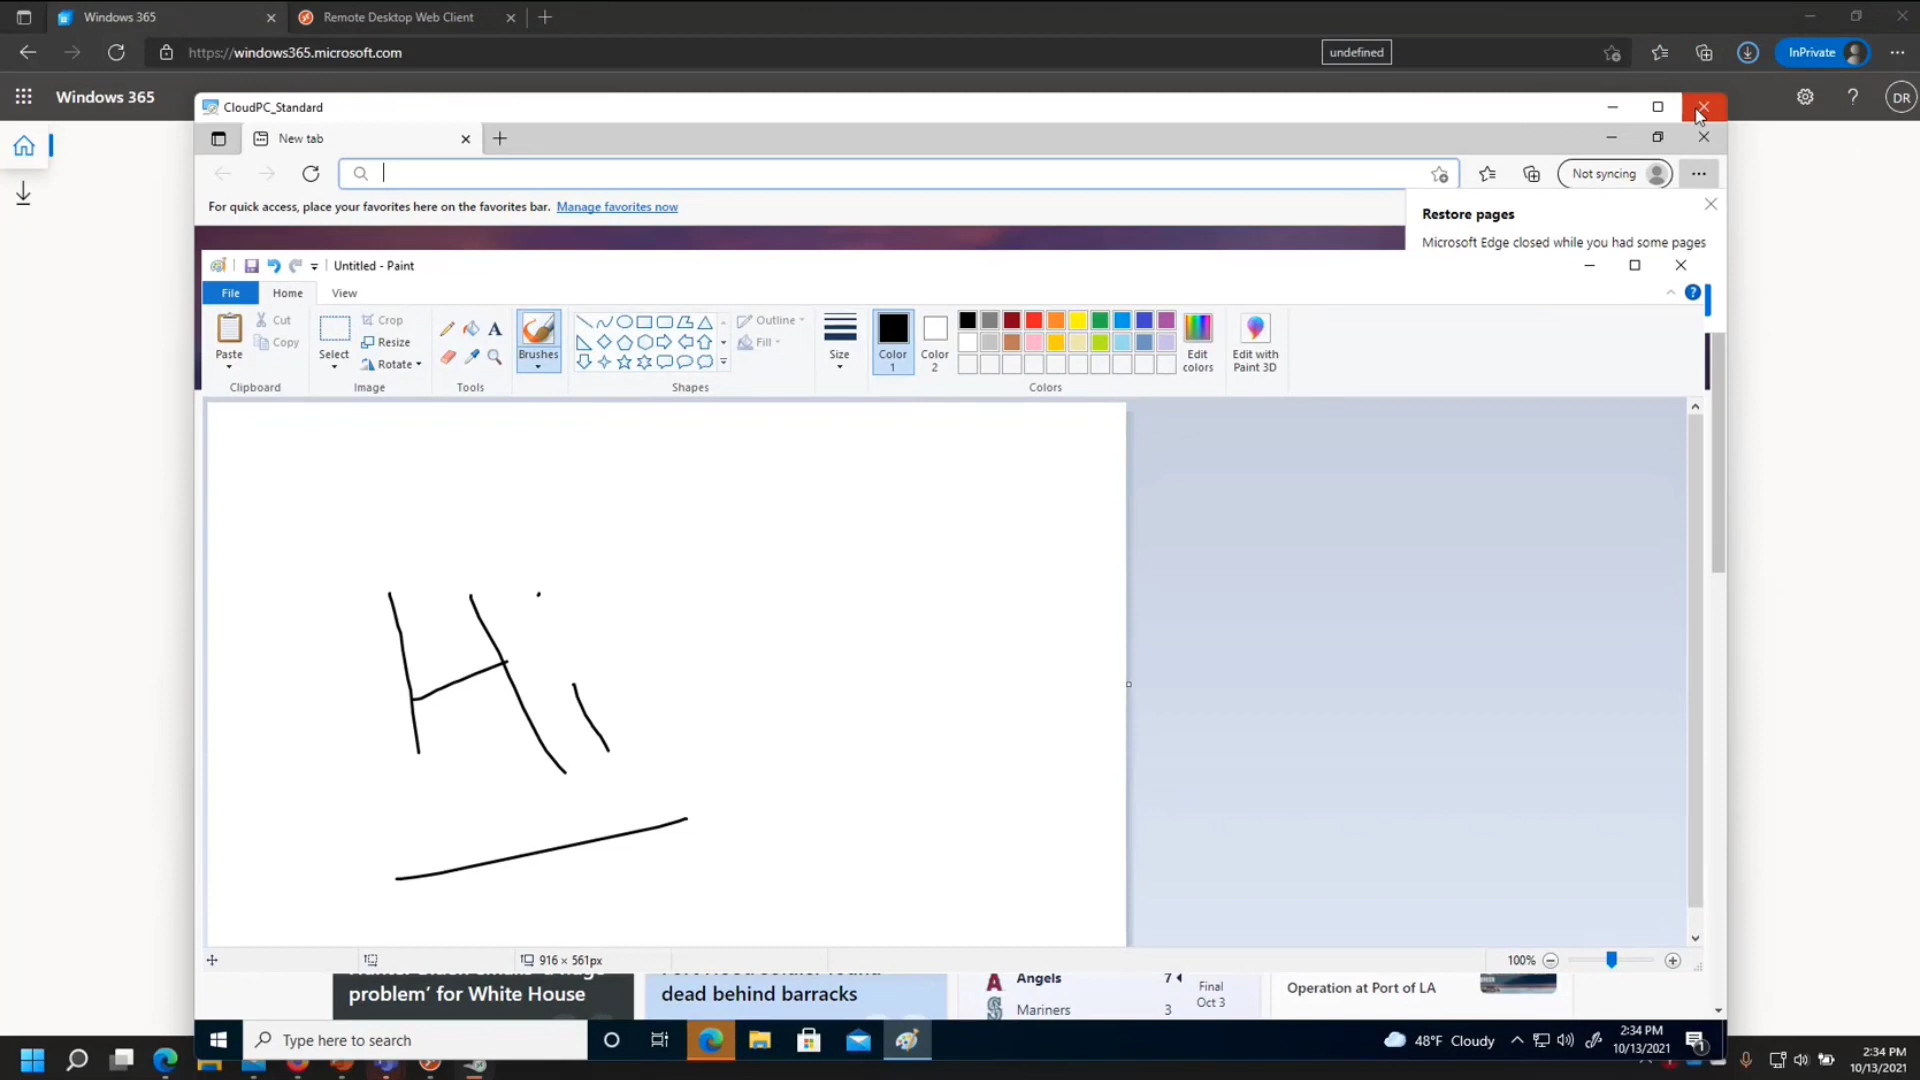 Windows 365
Remote Desktop Web Client
https://windows365.microsoft.com
undefined
InPrivate
Windows 365
DR
CloudPC_Standard
New tab
Not syncing
For quick access, place your favorites here on the favorites bar. Manage favorites now
Restore pages
Microsoft Edge closed while you had some pages
Untitled - Paint
File Home View
Paste
Cut
Copy
Clipboard
Select
Crop
Resize
Rotate
Image
A
Tools
Brushes
Shapes
Outline
Fill
Size
Color 1
Color 2
Colors
Edit colors
Edit with Paint 3D
Hi
916 × 561px
100%
problem’ for White House
dead behind barracks
Angels 7
Mariners 3
Final
Oct 3
Operation at Port of LA
Type here to search
48°F Cloudy
2:34 PM
10/13/2021
1
2:34 PM
10/13/2021